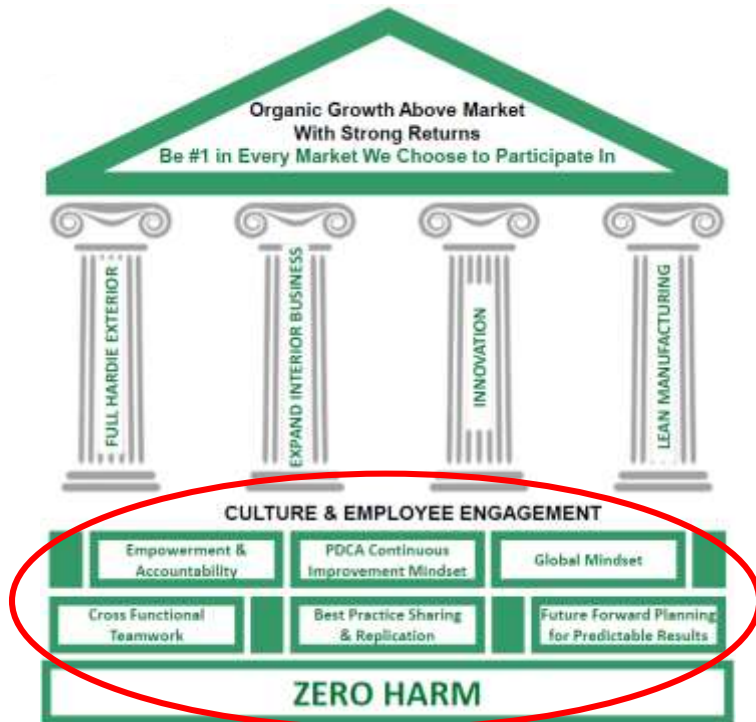 Organic Growth Above Market
With Strong Returns
Be #1 in Every Market We Choose to Participate In
FULL HARDIE EXTERIOR
EXPAND INTERIOR BUSINESS
INNOVATION
LEAN MANUFACTURING
CULTURE & EMPLOYEE ENGAGEMENT
Empowerment &
Accountability
PDCA Continuous
Improvement Mindset
Global Mindset
Cross Functional
Teamwork
Best Practice Sharing
& Replication
Future Forward Planning
for Predictable Results
ZERO HARM